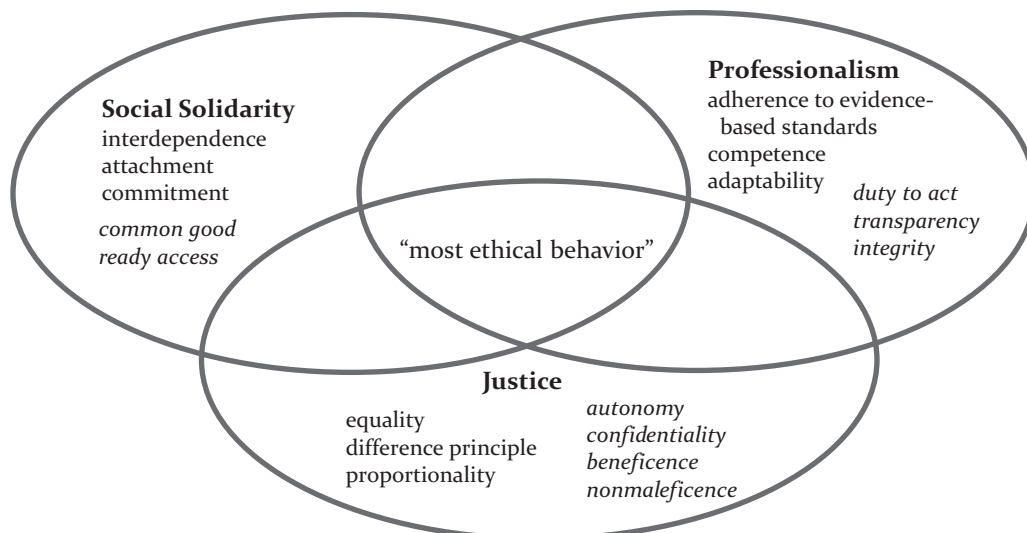 Social Solidarity
interdependence
attachment
commitment
common good
ready access
Professionalism
adherence to evidence-
based standards
competence
adaptability
duty to act
transparency
integrity
“most ethical behavior”
Justice
equality
difference principle
proportionality
autonomy
confidentiality
beneficence
nonmaleficence